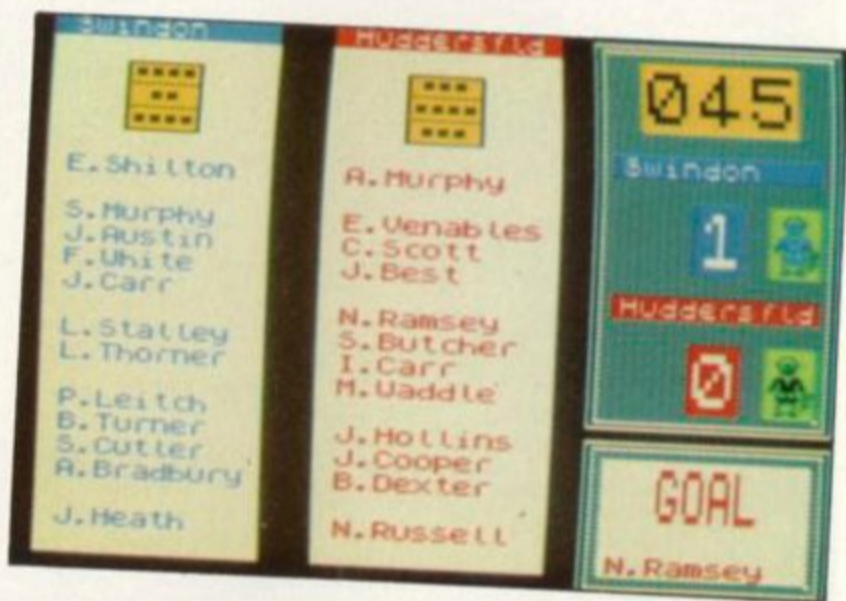 Swindon
E.Shilton
S.Murphy
J.Austin
F.White
J.Carr
L.Stalley
L.Thorner
P.Leitch
B.Turner
S.Cutler
A.Bradbury
J.Heath
Huddersfld
A.Murphy
E.Venables
C.Scott
J.Best
N.Ramsey
S.Butcher
I.Carr
M.Waddle
J.Hollins
J.Cooper
B.Dexter
N.Russell
045
Swindon
1
Huddersfld
0
GOAL
N.Ramsey